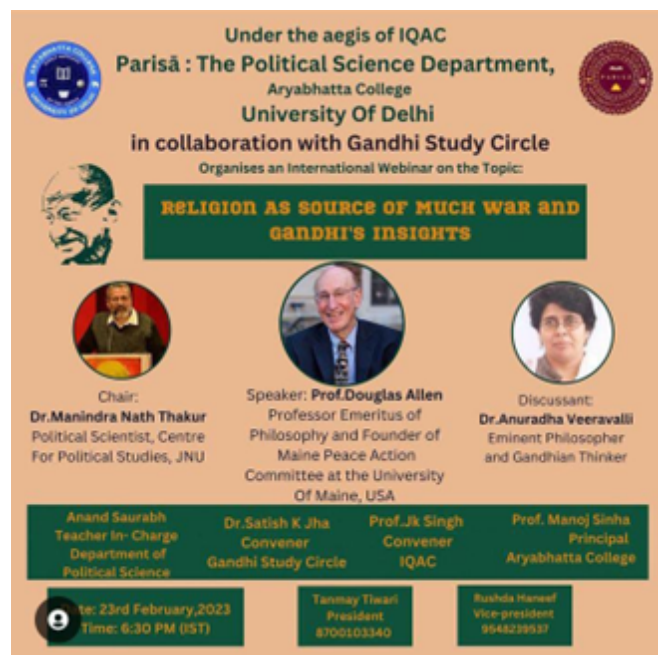 Under the aegis of IQAC
Parisā : The Political Science Department,
Aryabhatta College
University Of Delhi
in collaboration with Gandhi Study Circle
Organises an International Webinar on the Topic:
RELIGION AS SOURCE OF MUCH WAR AND
GANDHI'S INSIGHTS
Chair:
Dr.Manindra Nath Thakur
Political Scientist, Centre
For Political Studies, JNU
Speaker: Prof.Douglas Allen
Professor Emeritus of
Philosophy and Founder of
Maine Peace Action
Committee at the University
Of Maine, USA
Discussant:
Dr.Anuradha Veeravalli
Eminent Philosopher
and Gandhian Thinker
Anand Saurabh
Teacher In- Charge
Department of
Political Science
Dr.Satish K Jha
Convener
Gandhi Study Circle
Prof.Jk Singh
Convener
IQAC
Prof. Manoj Sinha
Principal
Aryabhatta College
23rd February,2023
Time: 6:30 PM (IST)
Tanmay Tiwari
President
8700103340
Rushda Haneef
Vice-president
9548239537
ARYABHATTA COLLEGE
UNIVERSITY OF DELHI
PARISA